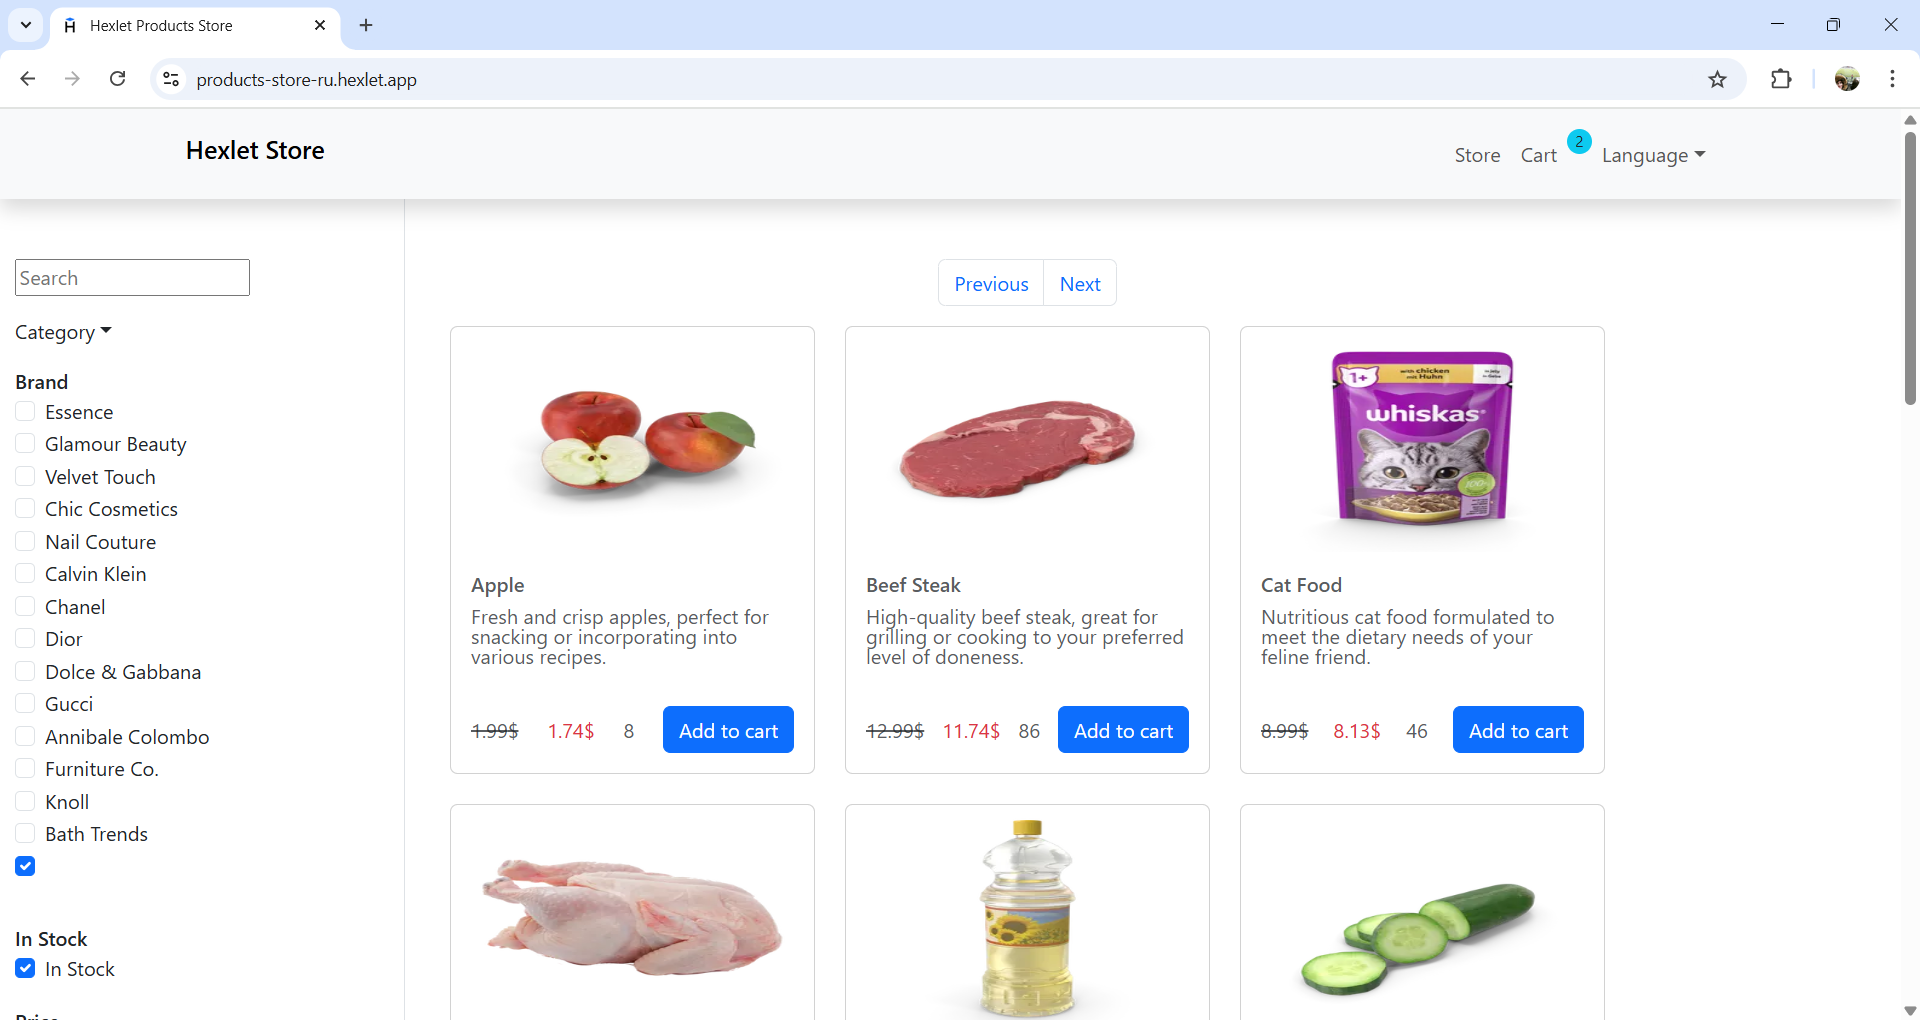 Hexlet Products Store
products-store-ru.hexlet.app
Hexlet Store
Store Cart 2 Language
Search
Category
Brand
Essence
Glamour Beauty
Velvet Touch
Chic Cosmetics
Nail Couture
Calvin Klein
Chanel
Dior
Dolce & Gabbana
Gucci
Annibale Colombo
Furniture Co.
Knoll
Bath Trends
In Stock
In Stock
Previous Next
1+
with chicken
mit Huhn
whiskas
Apple
Fresh and crisp apples, perfect for
snacking or incorporating into
various recipes.
1.99$ 1.74$ 8 Add to cart
Beef Steak
High-quality beef steak, great for
grilling or cooking to your preferred
level of doneness.
12.99$ 11.74$ 86 Add to cart
Cat Food
Nutritious cat food formulated to
meet the dietary needs of your
feline friend.
8.99$ 8.13$ 46 Add to cart